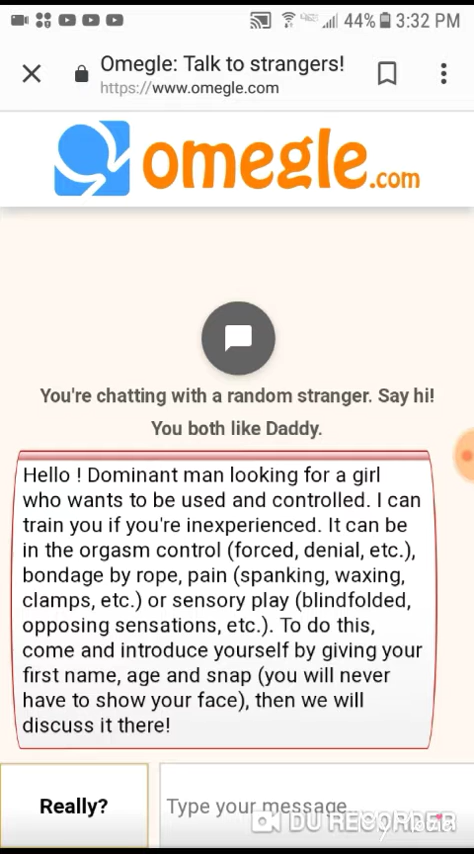 44% 3:32 PM
Omegle: Talk to strangers!
https://www.omegle.com
omegle.com
You're chatting with a random stranger. Say hi!
You both like Daddy.
Hello ! Dominant man looking for a girl
who wants to be used and controlled. I can
train you if you're inexperienced. It can be
in the orgasm control (forced, denial, etc.),
bondage by rope, pain (spanking, waxing,
clamps, etc.) or sensory play (blindfolded,
opposing sensations, etc.). To do this,
come and introduce yourself by giving your
first name, age and snap (you will never
have to show your face), then we will
discuss it there!
Really?
Type your message...
DU RECORDER